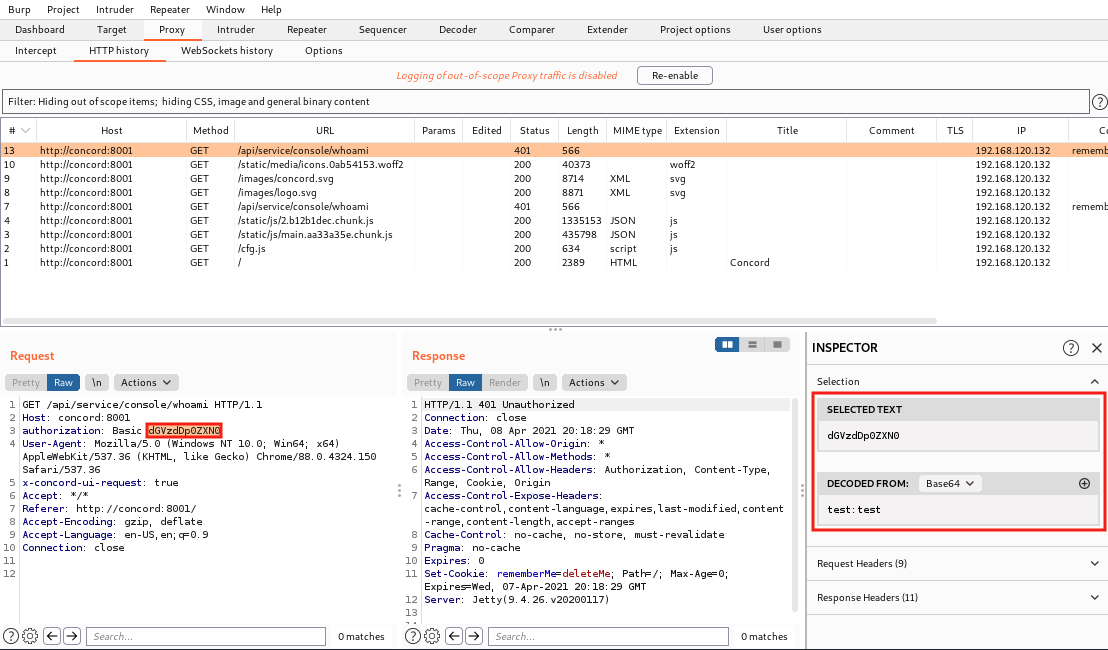 Burp Project Intruder Repeater Window Help
Dashboard Target Proxy Intruder Repeater Sequencer Decoder Comparer Extender Project options User options
Intercept HTTP history WebSockets history Options
Logging of out-of-scope Proxy traffic is disabled Re-enable
Filter: Hiding out of scope items; hiding CSS, image and general binary content ?
# Host Method URL Params Edited Status Length MIME type Extension Title Comment TLS IP Co
13 http://concord:8001 GET /api/service/console/whoami 401 566 192.168.120.132 rememb
10 http://concord:8001 GET /static/media/icons.0ab54153.woff2 200 40373 woff2 192.168.120.132
9 http://concord:8001 GET /images/concord.svg 200 8714 XML svg 192.168.120.132
8 http://concord:8001 GET /images/logo.svg 200 8871 XML svg 192.168.120.132
7 http://concord:8001 GET /api/service/console/whoami 401 566 192.168.120.132 rememb
4 http://concord:8001 GET /static/js/2.b12b1dec.chunk.js 200 1335153 JSON js 192.168.120.132
3 http://concord:8001 GET /static/js/main.aa33a35e.chunk.js 200 435798 JSON js 192.168.120.132
2 http://concord:8001 GET /cfg.js 200 634 script js 192.168.120.132
1 http://concord:8001 GET / 200 2389 HTML Concord 192.168.120.132
Request
Pretty Raw \n Actions
1 GET /api/service/console/whoami HTTP/1.1
2 Host: concord:8001
3 authorization: Basic dGVzdDp0ZXN0
4 User-Agent: Mozilla/5.0 (Windows NT 10.0; Win64; x64)
AppleWebKit/537.36 (KHTML, like Gecko) Chrome/88.0.4324.150
Safari/537.36
5 x-concord-ui-request: true
6 Accept: */*
7 Referer: http://concord:8001/
8 Accept-Encoding: gzip, deflate
9 Accept-Language: en-US,en;q=0.9
10 Connection: close
11
12
? Search... 0 matches
Response
Pretty Raw Render \n Actions
1 HTTP/1.1 401 Unauthorized
2 Connection: close
3 Date: Thu, 08 Apr 2021 20:18:29 GMT
4 Access-Control-Allow-Origin: *
5 Access-Control-Allow-Methods: *
6 Access-Control-Allow-Headers: Authorization, Content-Type,
Range, Cookie, Origin
7 Access-Control-Expose-Headers:
cache-control,content-language,expires,last-modified,content
-range,content-length,accept-ranges
8 Cache-Control: no-cache, no-store, must-revalidate
9 Pragma: no-cache
10 Expires: 0
11 Set-Cookie: rememberMe=deleteMe; Path=/; Max-Age=0;
Expires=Wed, 07-Apr-2021 20:18:29 GMT
12 Server: Jetty(9.4.26.v20200117)
13
? Search... 0 matches
INSPECTOR ?
Selection
SELECTED TEXT
dGVzdDp0ZXN0
DECODED FROM: Base64
test:test
Request Headers (9)
Response Headers (11)